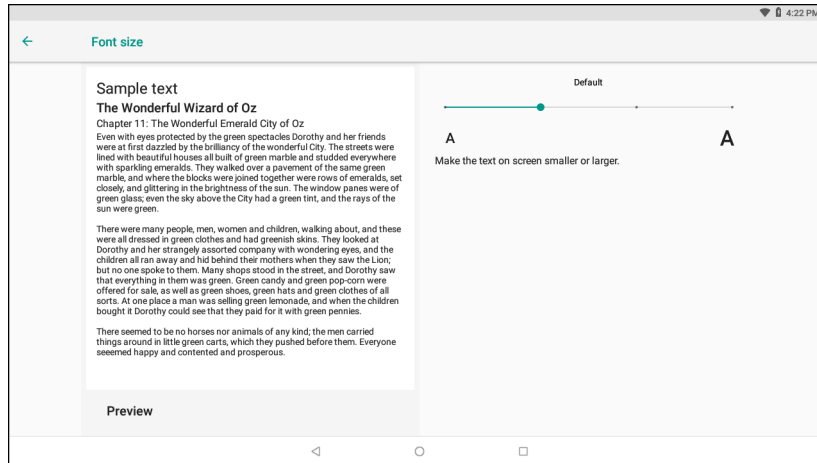 4:22 PM
Font size
Sample text
The Wonderful Wizard of Oz
Chapter 11: The Wonderful Emerald City of Oz
Even with eyes protected by the green spectacles Dorothy and her friends
were at first dazzled by the brilliancy of the wonderful City. The streets were
lined with beautiful houses all built of green marble and studded everywhere
with sparkling emeralds. They walked over a pavement of the same green
marble, and where the blocks were joined together were rows of emeralds, set
closely, and glittering in the brightness of the sun. The window panes were of
green glass; even the sky above the City had a green tint, and the rays of the
sun were green.
There were many people, men, women and children, walking about, and these
were all dressed in green clothes and had greenish skins. They looked at
Dorothy and her strangely assorted company with wondering eyes, and the
children all ran away and hid behind their mothers when they saw the Lion;
but no one spoke to them. Many shops stood in the street, and Dorothy saw
that everything in them was green. Green candy and green pop-corn were
offered for sale, as well as green shoes, green hats and green clothes of all
sorts. At one place a man was selling green lemonade, and when the children
bought it Dorothy could see that they paid for it with green pennies.
There seemed to be no horses nor animals of any kind; the men carried
things around in little green carts, which they pushed before them. Everyone
seeemed happy and contented and prosperous.
Preview
Default
A A
Make the text on screen smaller or larger.